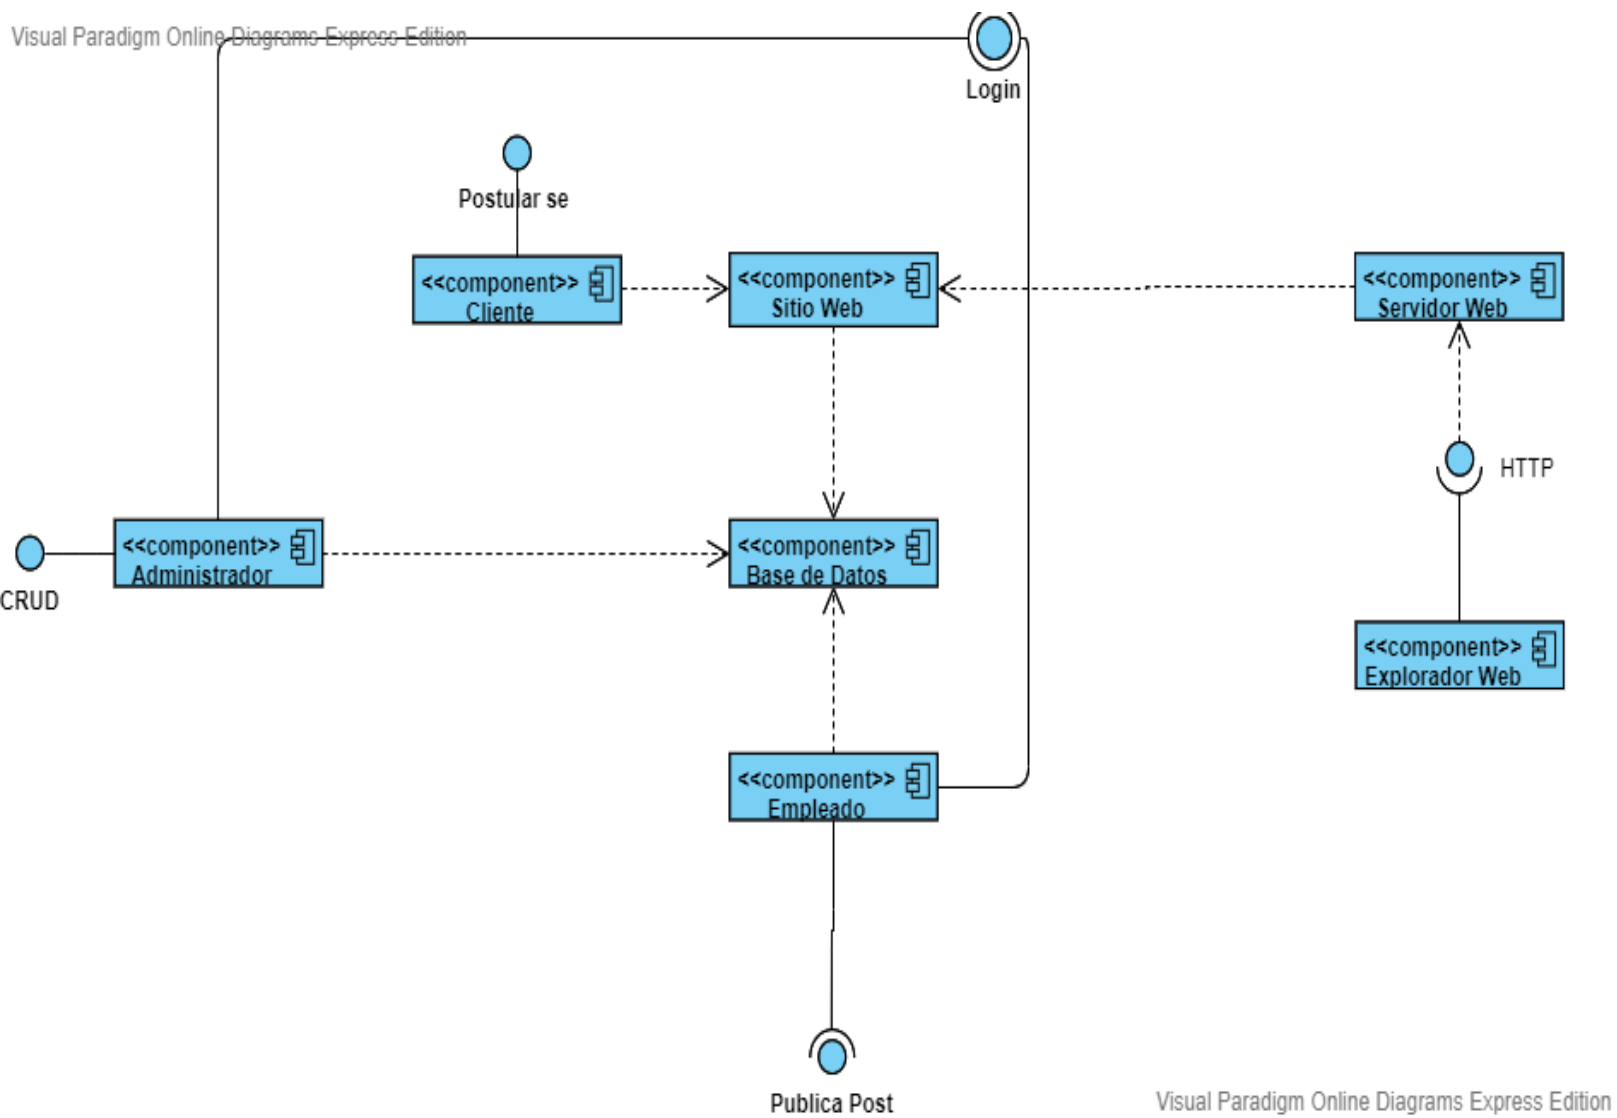 Visual Paradigm Online Diagrams Express Edition
Login
Postular se
<<component>>
Cliente
<<component>>
Sitio Web
<<component>>
Servidor Web
HTTP
<<component>>
Administrador
CRUD
<<component>>
Base de Datos
<<component>>
Explorador Web
<<component>>
Empleado
Publica Post
Visual Paradigm Online Diagrams Express Edition